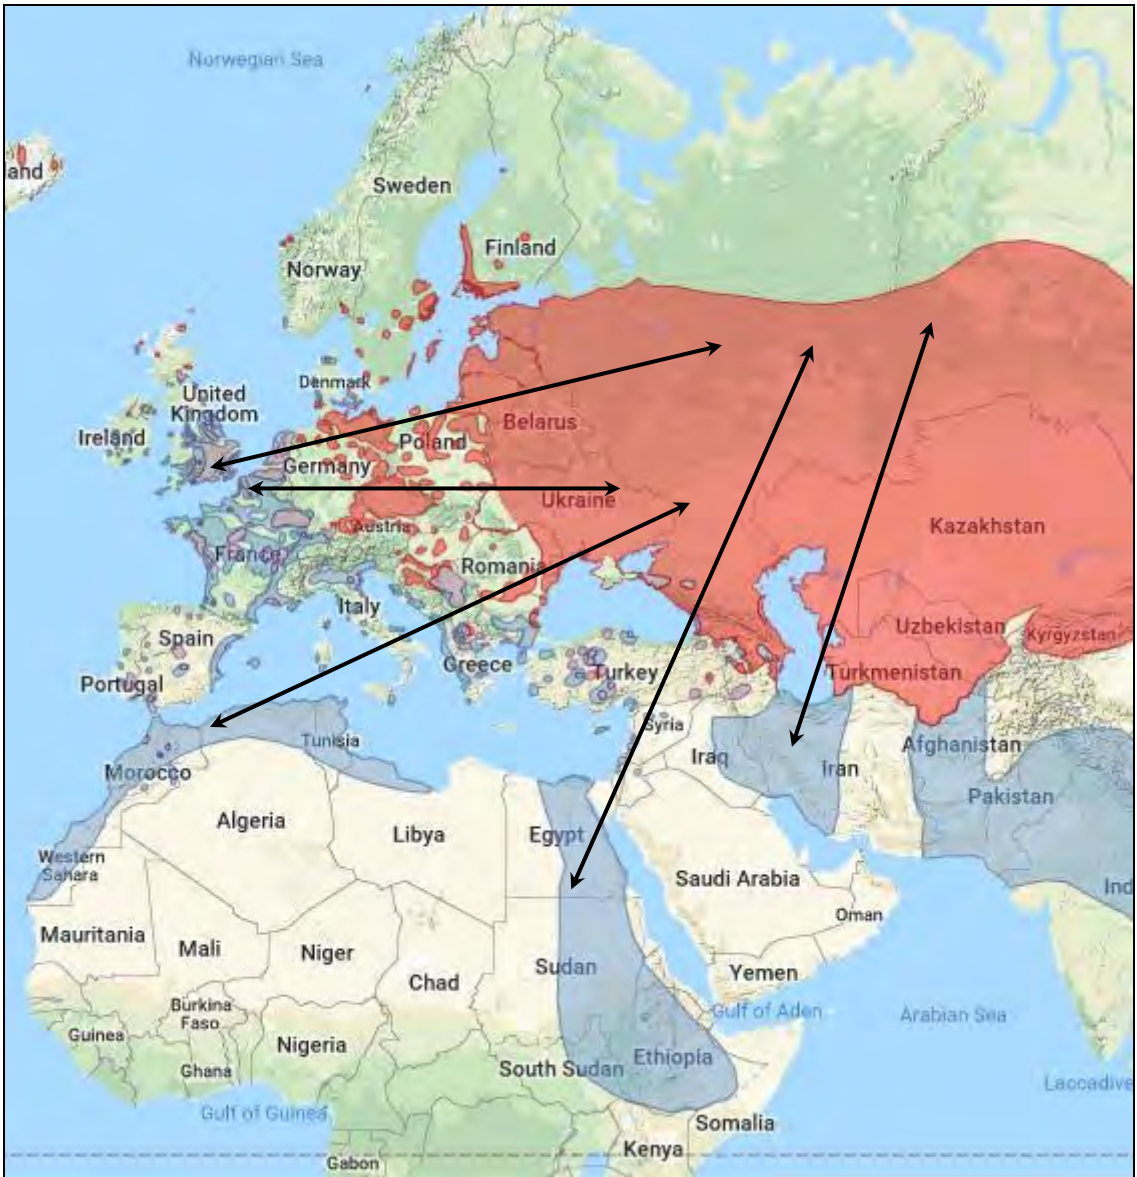 Norwegian Sea
and
Sweden
Finland
Norway
United
Kingdom
Denmark
Ireland
Belarus
Poland
Germany
Ukraine
Austria
Kazakhstan
France
Romania
Italy
Uzbekistan
Kyrgyzstan
Spain
Greece
Turkey
Portugal
Turkmenistan
Syria
Tunisia
Afghanistan
Iraq
Iran
Morocco
Pakistan
Algeria
Libya
Egypt
Western
Sahara
Saudi Arabia
Ind
Oman
Mauritania
Mali
Niger
Sudan
Chad
Yemen
Burkina
Faso
Gulf of Aden
Arabian Sea
Guinea
Nigeria
Ethiopia
Ghana
South Sudan
Laccadive
Gulf of Guinea
Somalia
Kenya
Gabon